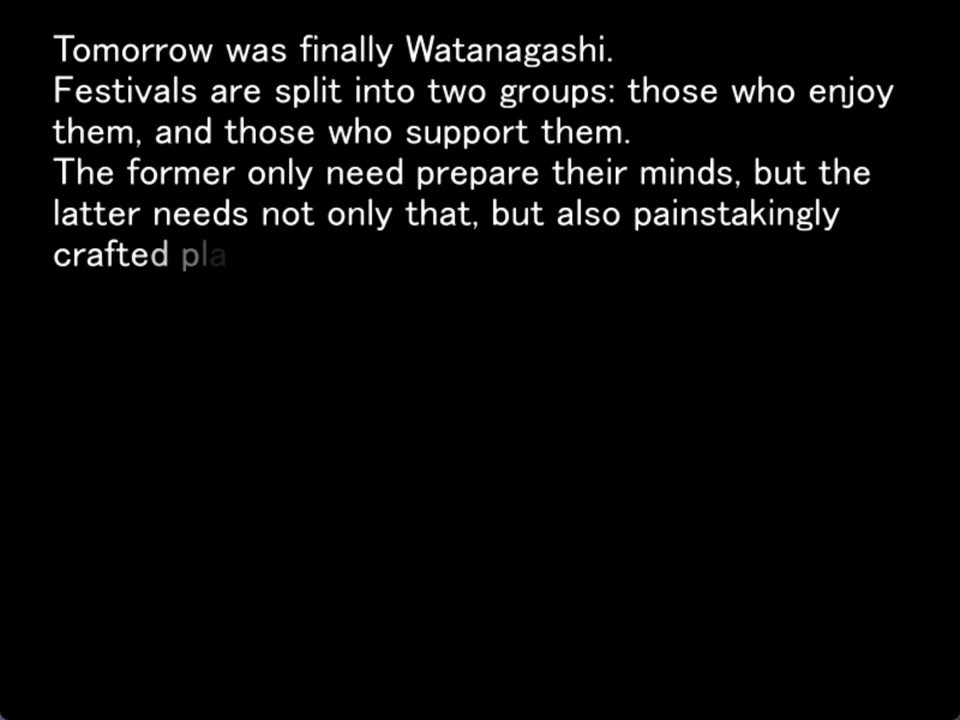 Tomorrow was finally Watanagashi.
Festivals are split into two groups: those who enjoy
them, and those who support them.
The former only need prepare their minds, but the
latter needs not only that, but also painstakingly
crafted pla